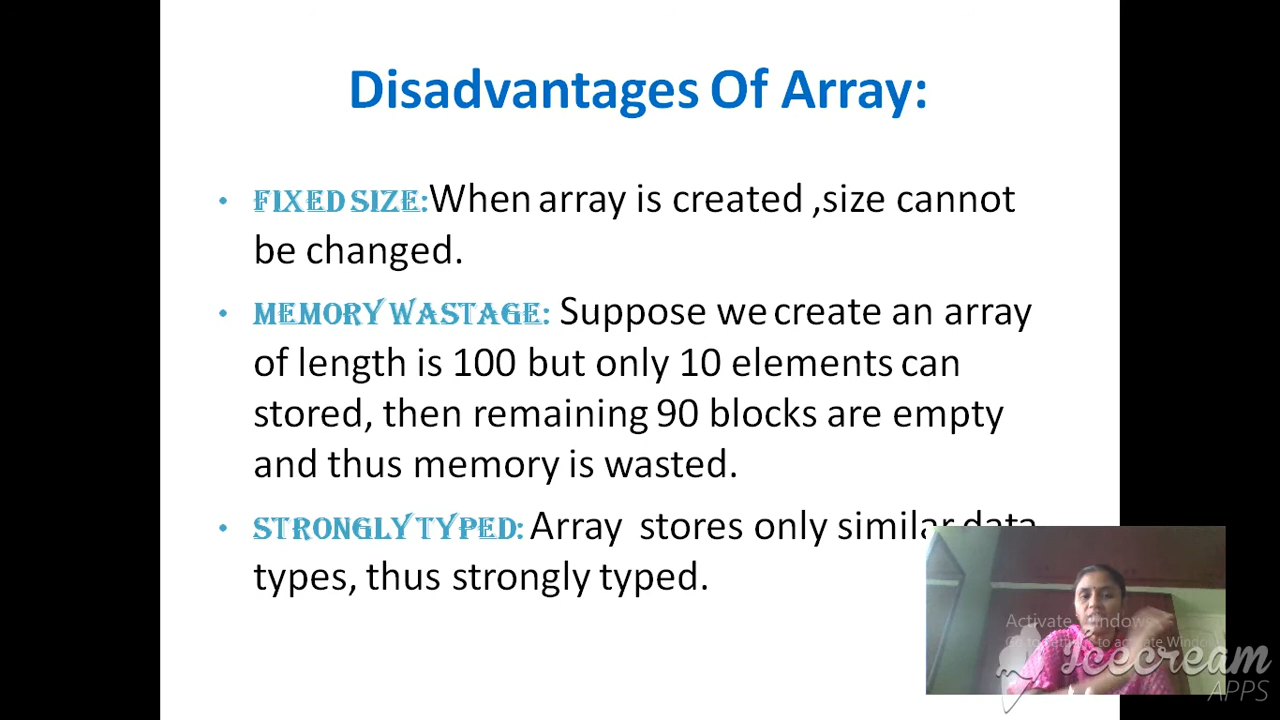 Disadvantages Of Array:
• FIXED SIZE:When array is created ,size cannot
be changed.
• MEMORY WASTAGE: Suppose we create an array
of length is 100 but only 10 elements can
stored, then remaining 90 blocks are empty
and thus memory is wasted.
• STRONGLY TYPED: Array stores only similar data
types, thus strongly typed.
Activate Windows
Go to settings to activate
Icecream
APPS